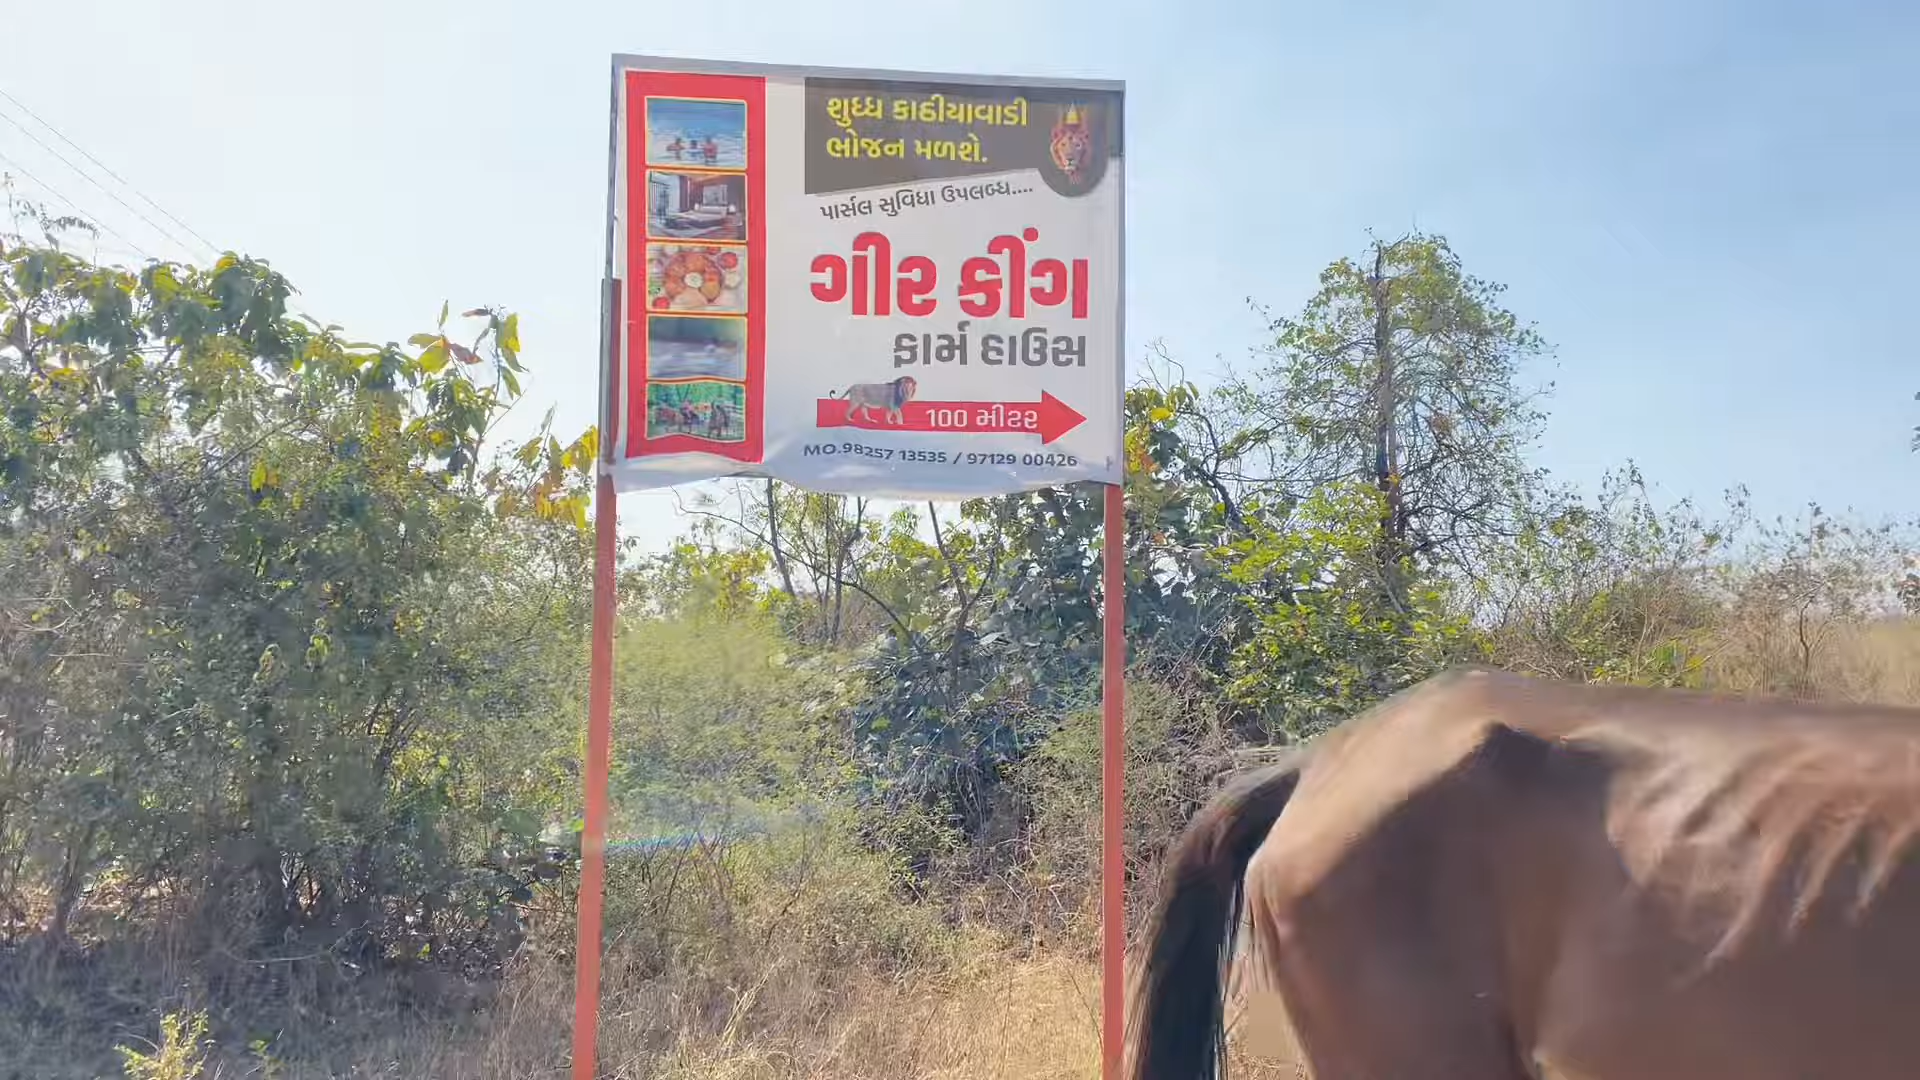 શુધ્ધ કાઠીયાવાડી
ભોજન મળશે.
પાર્સલ સુવિધા ઉપલબ્ધ....
ગીર કીંગ
ફાર્મ હાઉસ
100 મીટર
MO.98257 13535 / 97129 00426